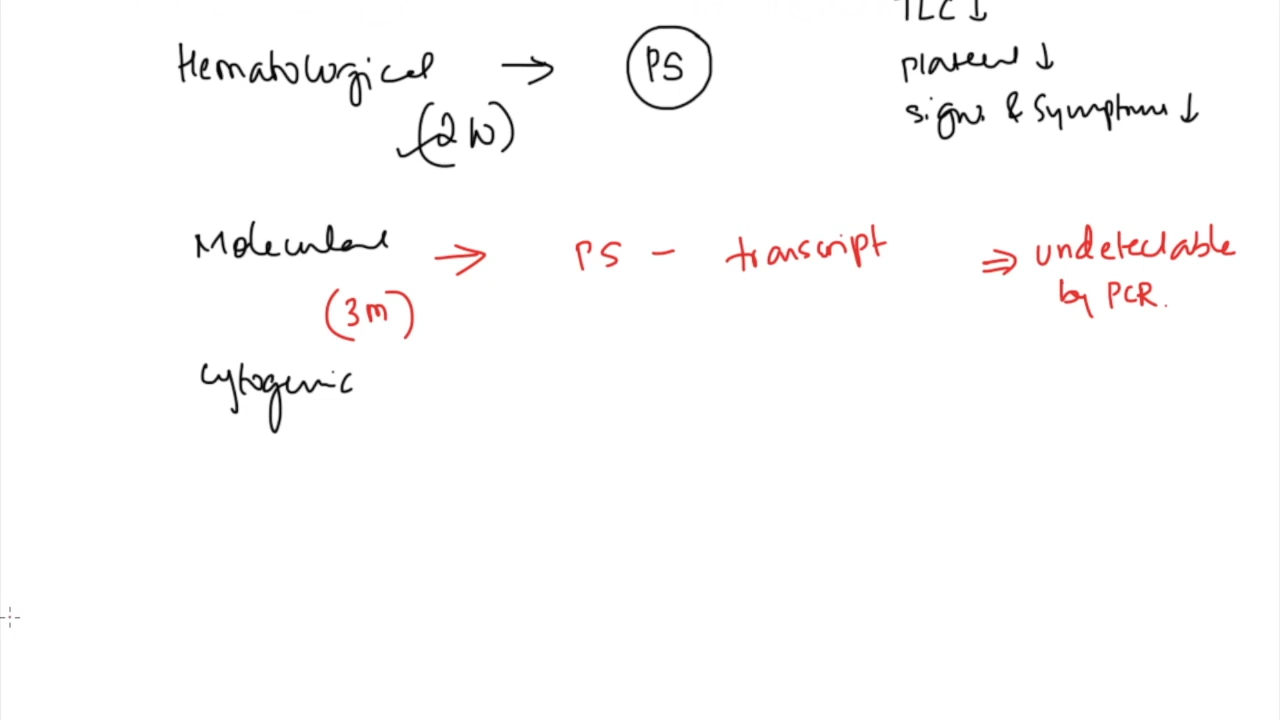 TLC ↓
Hematological → PS
platelet ↓
(2 W)
signs & Symptoms ↓
Molecular → PS - transcript ⇒ undetectable
by PCR.
(3m)
Cytogenic